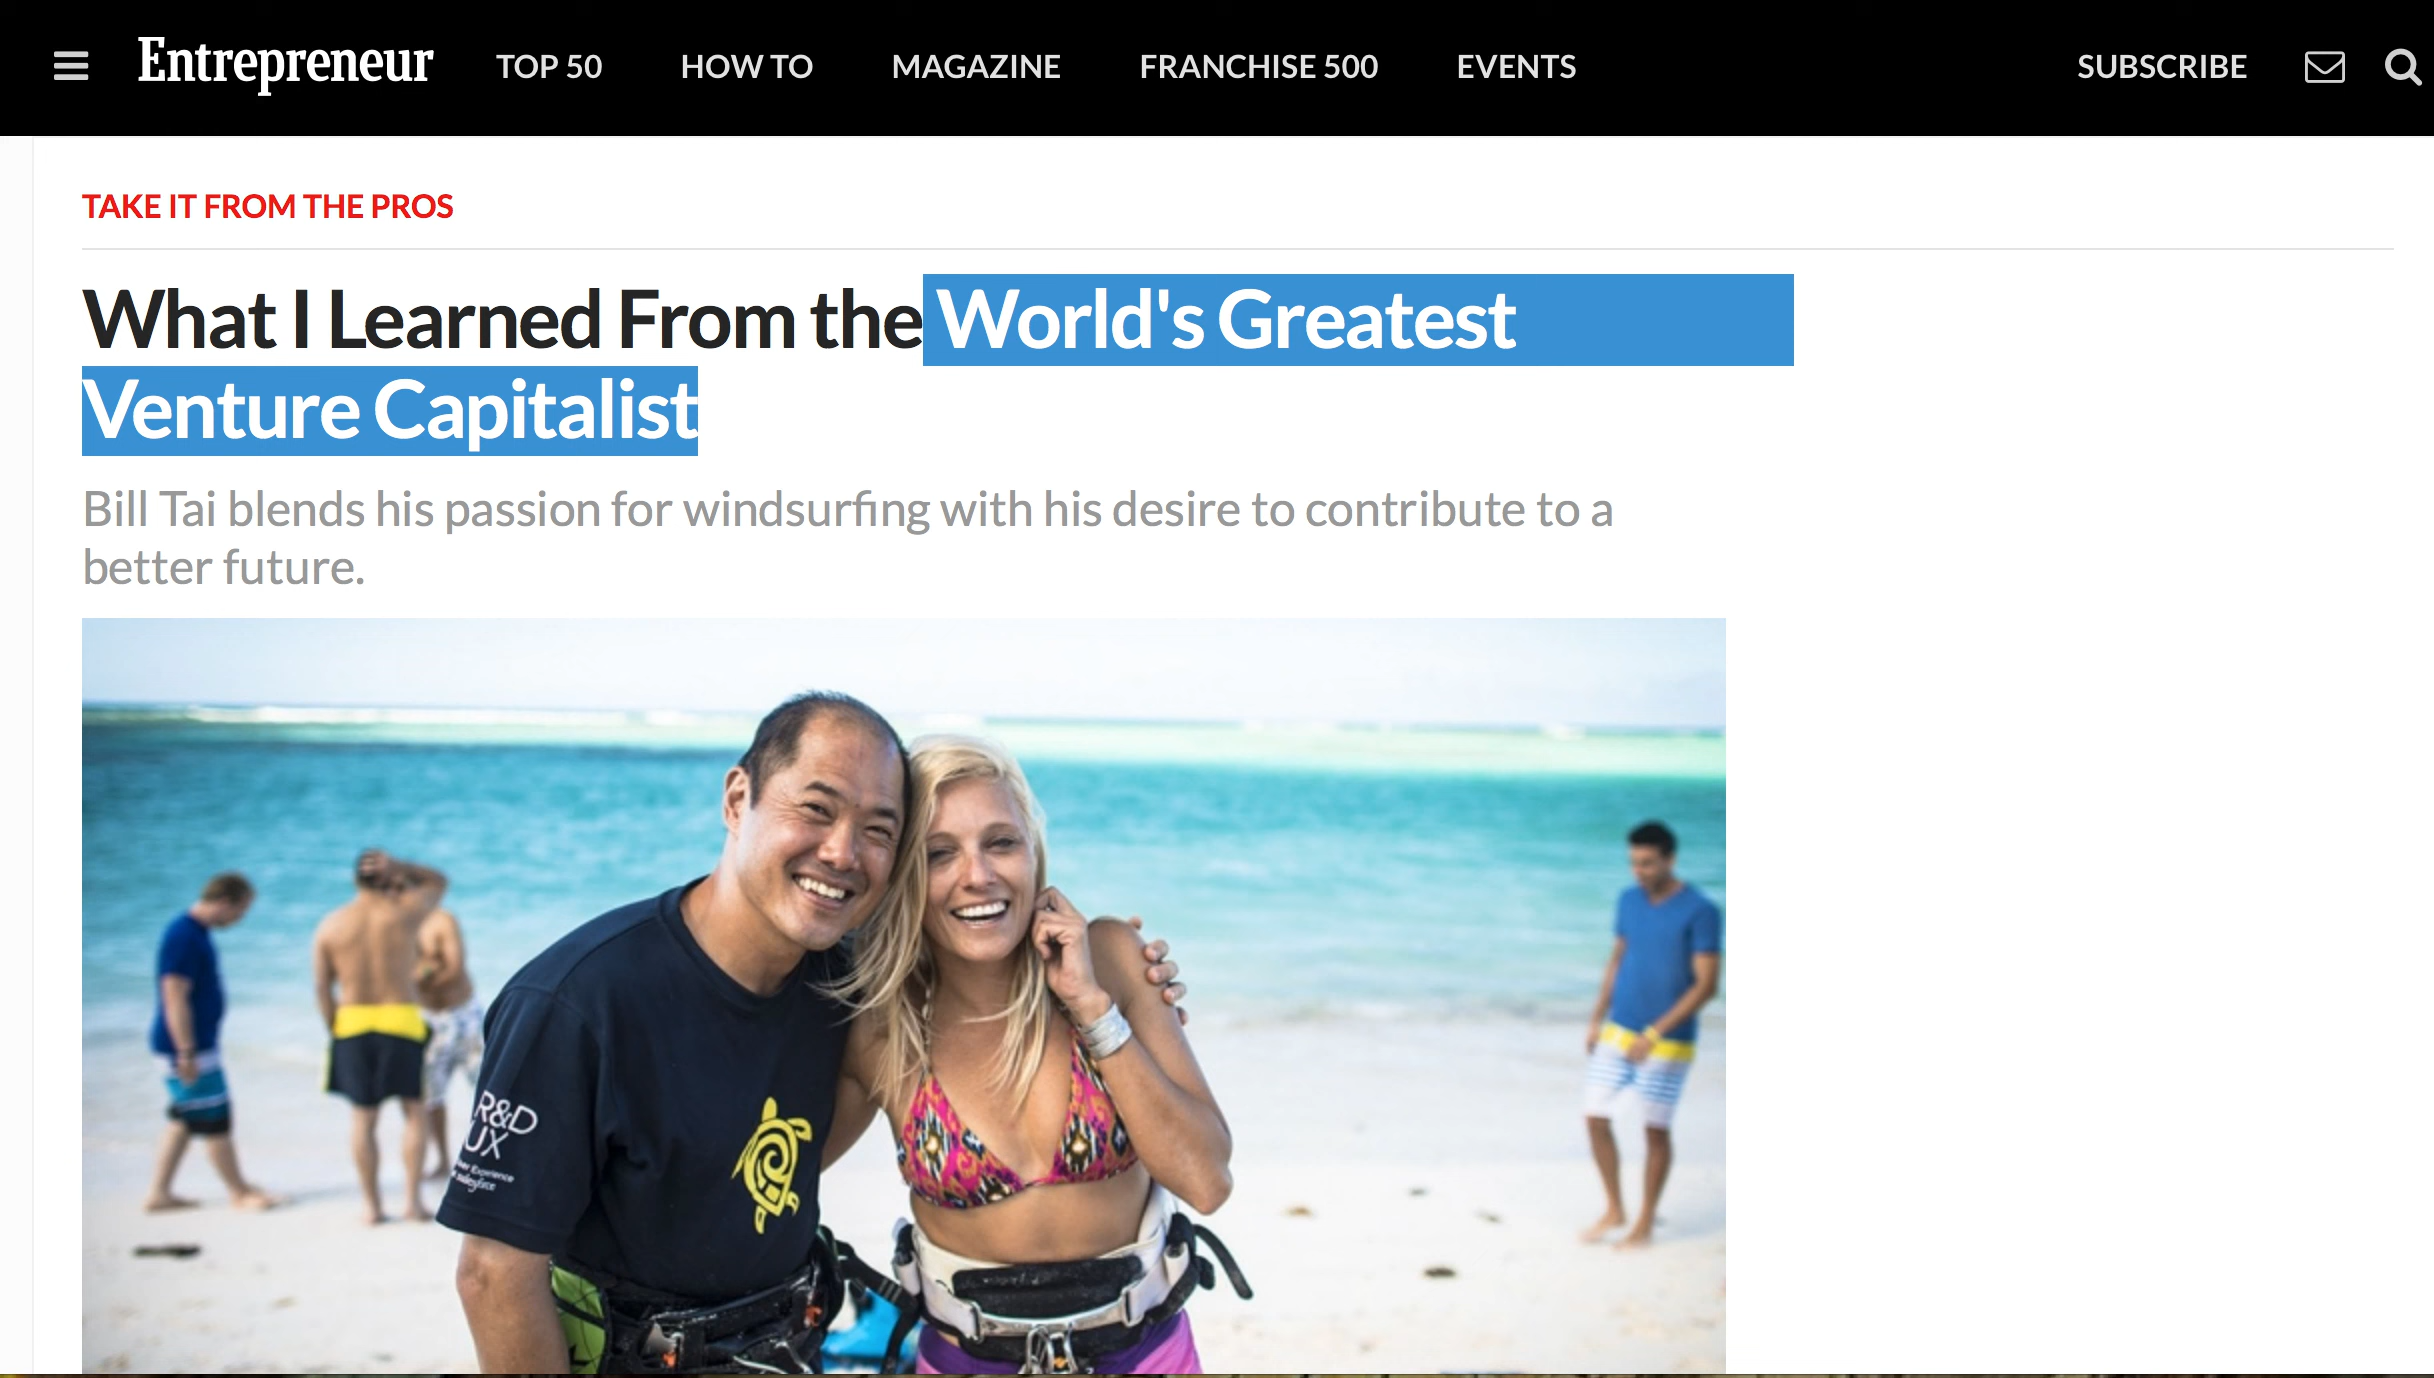 Entrepreneur TOP 50 HOW TO MAGAZINE FRANCHISE 500 EVENTS SUBSCRIBE
TAKE IT FROM THE PROS
What I Learned From the World's Greatest
Venture Capitalist
Bill Tai blends his passion for windsurfing with his desire to contribute to a
better future.
R&D
UX
Experience
salesforce